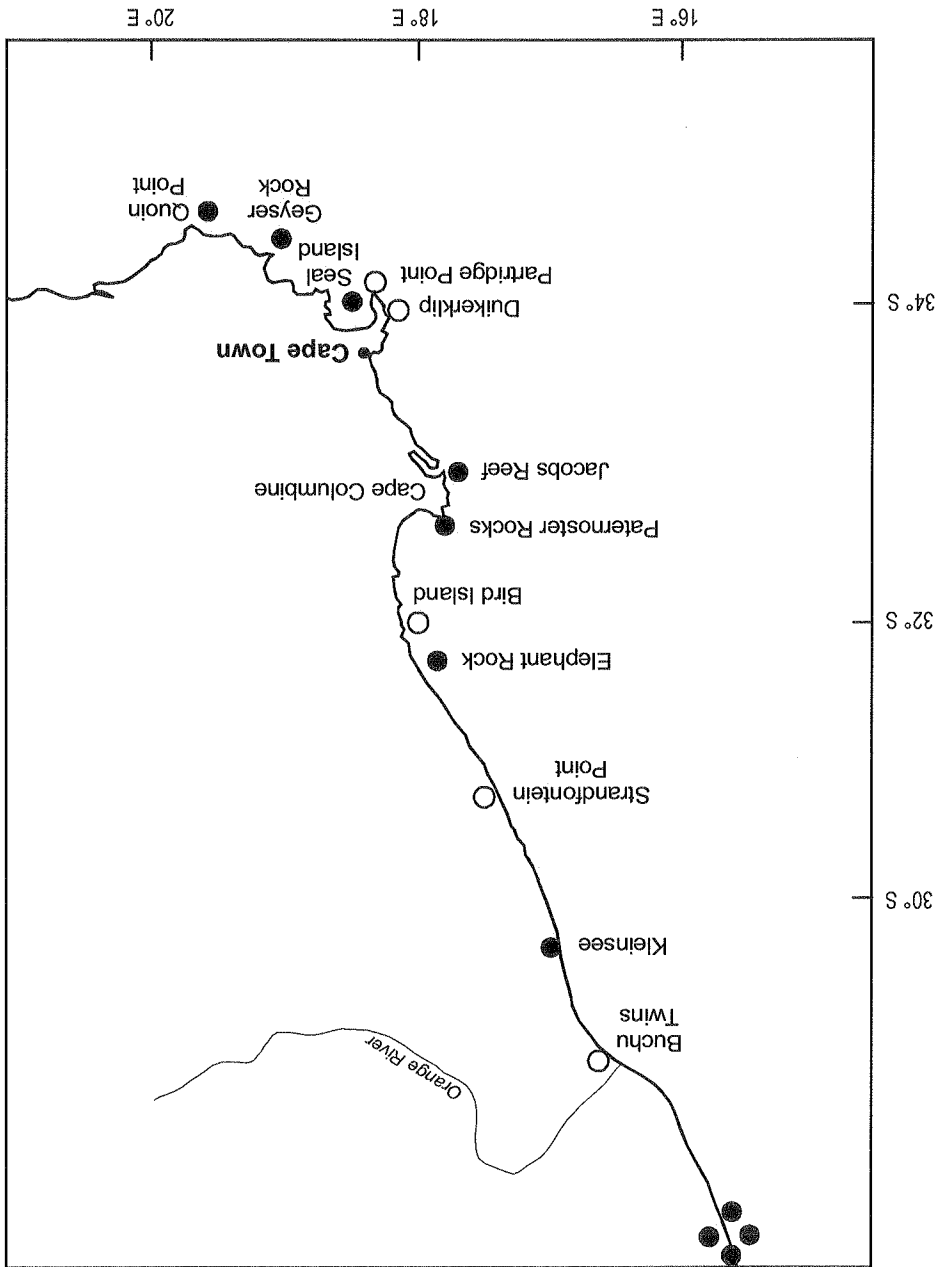 Orange River
Buchu
Twins
Kleinsee
30° S
Strandfontein
Point
Elephant Rock
32° S
Bird Island
Paternoster Rocks
Cape Columbine
Jacobs Reef
Cape Town
Duikerklip
34° S
Partridge Point
Seal
Island
Geyser
Rock
Quoin
Point
16° E
18° E
20° E